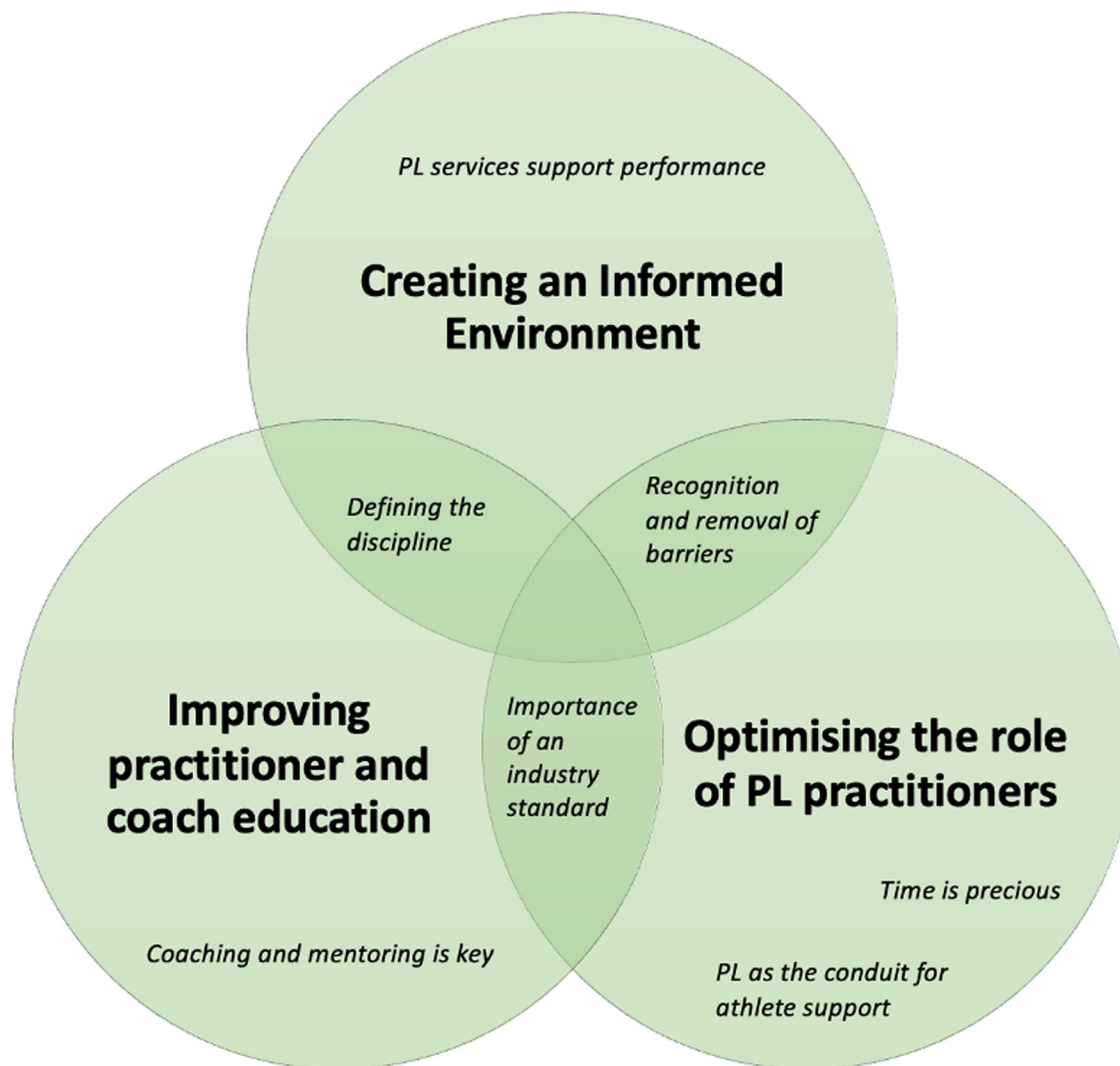 PL services support performance
Creating an Informed
Environment
Defining the
discipline
Recognition
and removal of
barriers
Improving
practitioner and
coach education
Importance
of an
industry
standard
Optimising the role
of PL practitioners
Time is precious
Coaching and mentoring is key
PL as the conduit for
athlete support